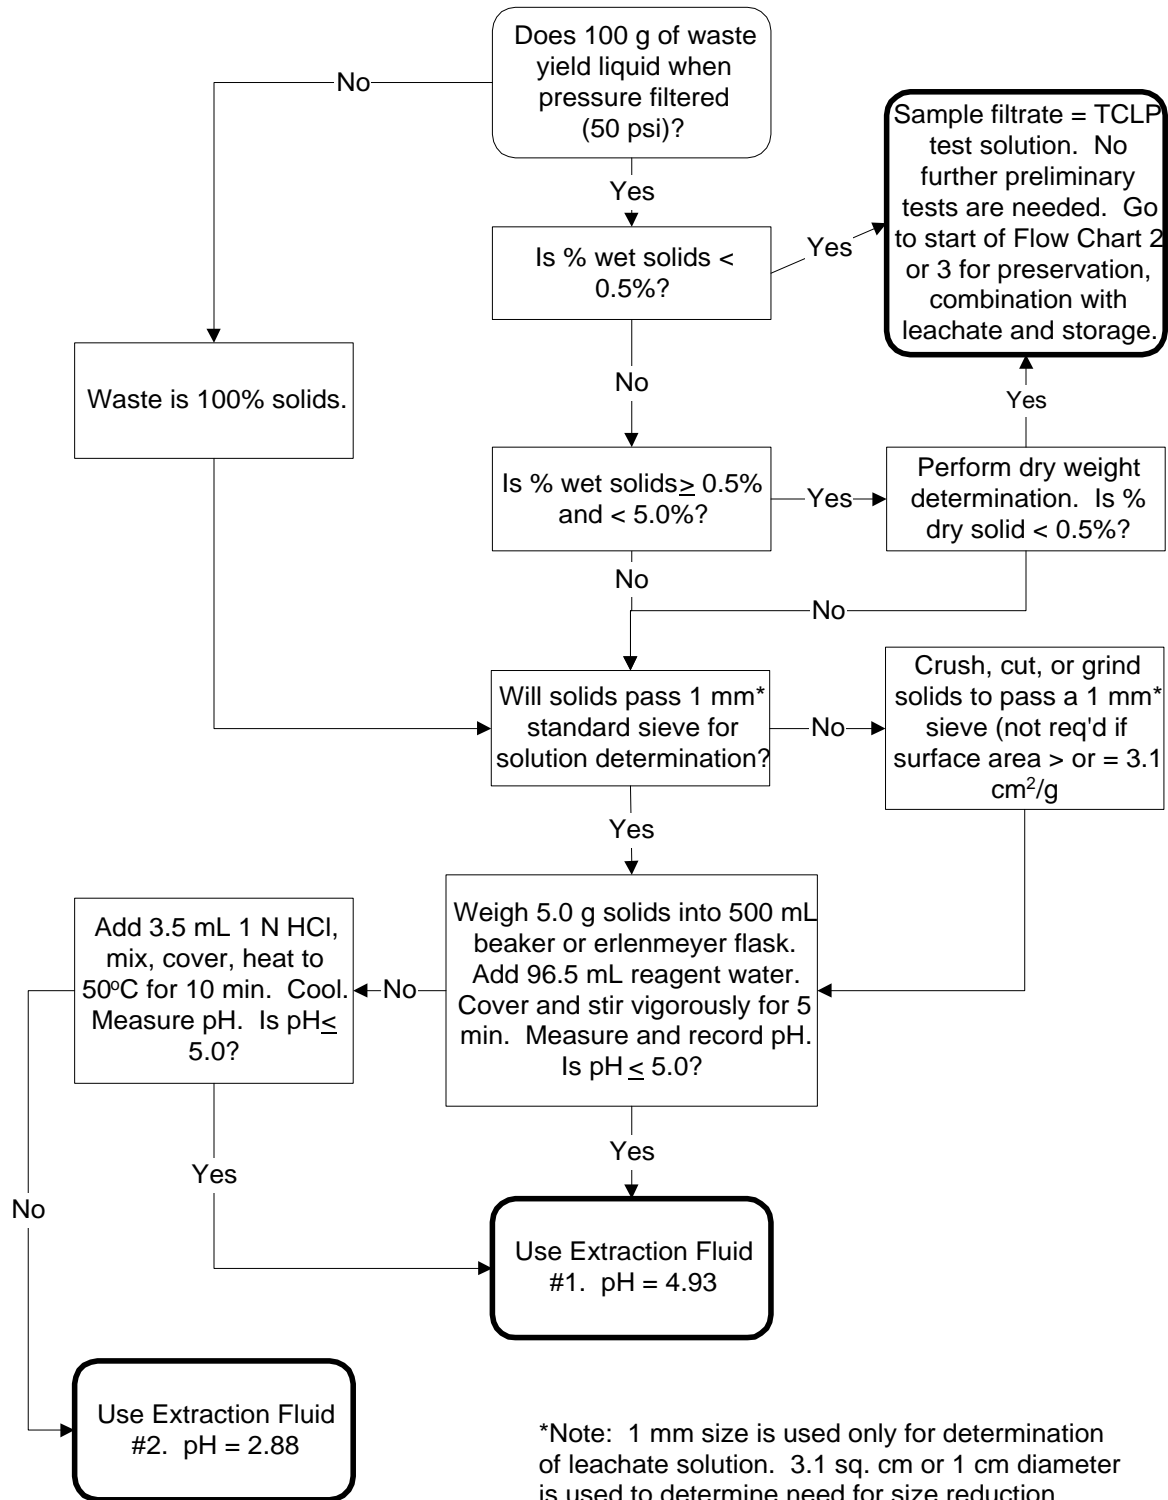 Does 100 g of waste
yield liquid when
pressure filtered
(50 psi)?
No
Yes
Sample filtrate = TCLP
test solution. No
further preliminary
tests are needed. Go
to start of Flow Chart 2
or 3 for preservation,
combination with
leachate and storage.
Is % wet solids <
0.5%?
Yes
No
Yes
Waste is 100% solids.
Is % wet solids ≥ 0.5%
and < 5.0%?
Yes
Perform dry weight
determination. Is %
dry solid < 0.5%?
No
No
Will solids pass 1 mm*
standard sieve for
solution determination?
No
Crush, cut, or grind
solids to pass a 1 mm*
sieve (not req'd if
surface area > or = 3.1
cm²/g
Yes
Weigh 5.0 g solids into 500 mL
beaker or erlenmeyer flask.
Add 96.5 mL reagent water.
Cover and stir vigorously for 5
min. Measure and record pH.
Is pH ≤ 5.0?
No
Add 3.5 mL 1 N HCl,
mix, cover, heat to
50ºC for 10 min. Cool.
Measure pH. Is pH≤
5.0?
Yes
Yes
No
Use Extraction Fluid
#1. pH = 4.93
Use Extraction Fluid
#2. pH = 2.88
*Note: 1 mm size is used only for determination
of leachate solution. 3.1 sq. cm or 1 cm diameter
is used to determine need for size reduction